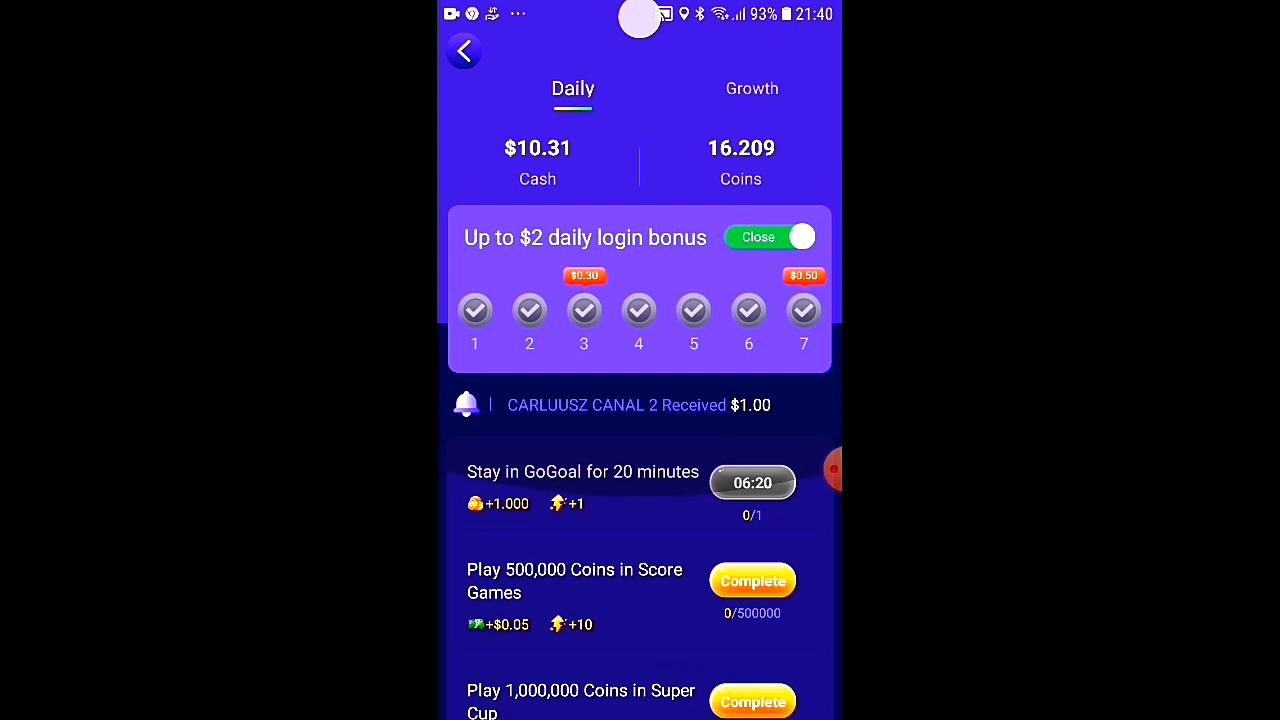 93% 21:40
Daily Growth
$10.31 16.209
Cash Coins
Up to $2 daily login bonus Close
$0.30 $0.50
1 2 3 4 5 6 7
CARLUUSZ CANAL 2 Received $1.00
Stay in GoGoal for 20 minutes 06:20
+1.000 +1 0/1
Play 500,000 Coins in Score
Games
Complete
0/500000
+$0.05 +10
Play 1,000,000 Coins in Super
Cup
Complete